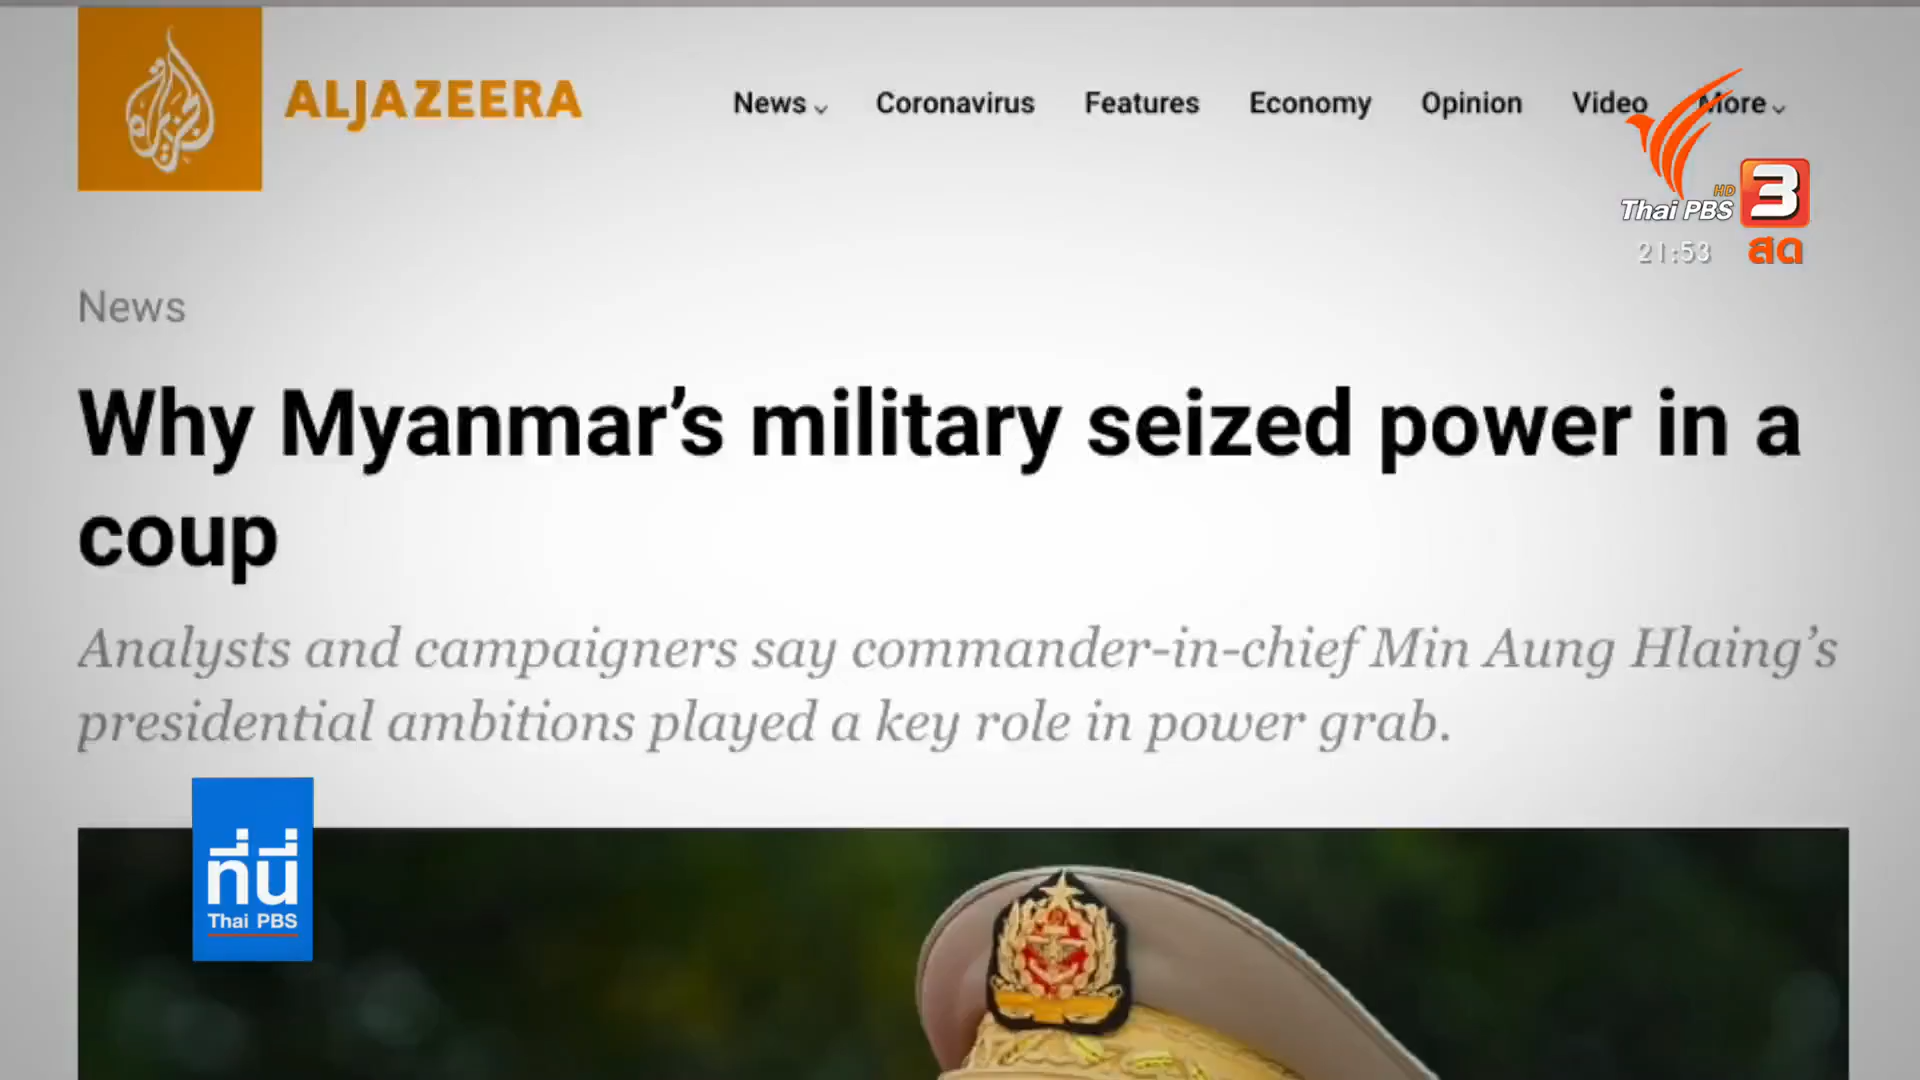 ALJAZEERA
News Coronavirus Features Economy Opinion Video More
Thai PBS HD 3
21:53 สด
News
Why Myanmar’s military seized power in a
coup
Analysts and campaigners say commander-in-chief Min Aung Hlaing’s
presidential ambitions played a key role in power grab.
ที่นี่
Thai PBS